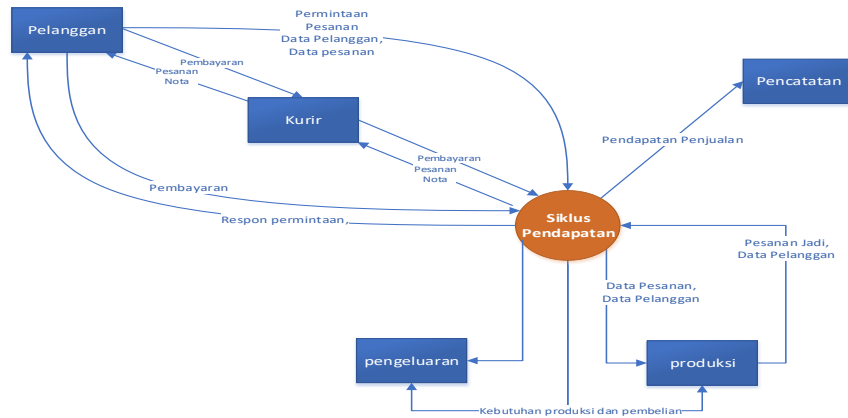 Permintaan
Pesanan
Data Pelanggan,
Data pesanan
Pelanggan
Pembayaran
Pesanan
Nota
Pencatatan
Kurir
Pendapatan Penjualan
Pembayaran
Pesanan
Nota
Pembayaran
Respon permintaan,
Siklus
Pendapatan
Pesanan Jadi,
Data Pelanggan
Data Pesanan,
Data Pelanggan
pengeluaran
produksi
Kebutuhan produksi dan pembelian